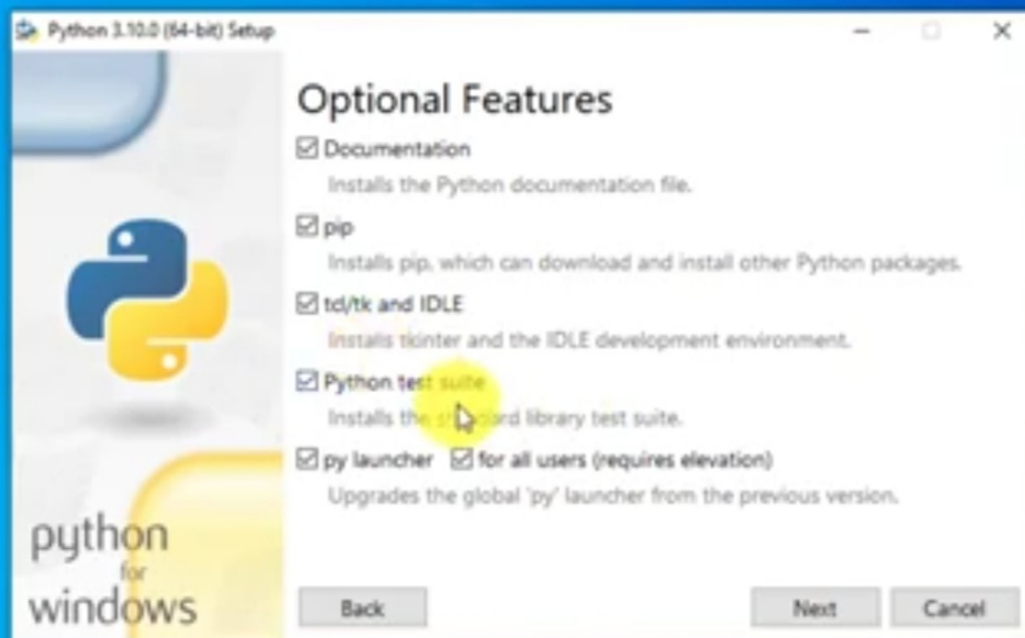 Python 3.10.0 (64-bit) Setup
Optional Features
Documentation
Installs the Python documentation file.
pip
Installs pip, which can download and install other Python packages.
tcl/tk and IDLE
Installs tkinter and the IDLE development environment.
Python test suite
Installs the standard library test suite.
py launcher for all users (requires elevation)
Upgrades the global 'py' launcher from the previous version.
python
for
windows
Back Next Cancel